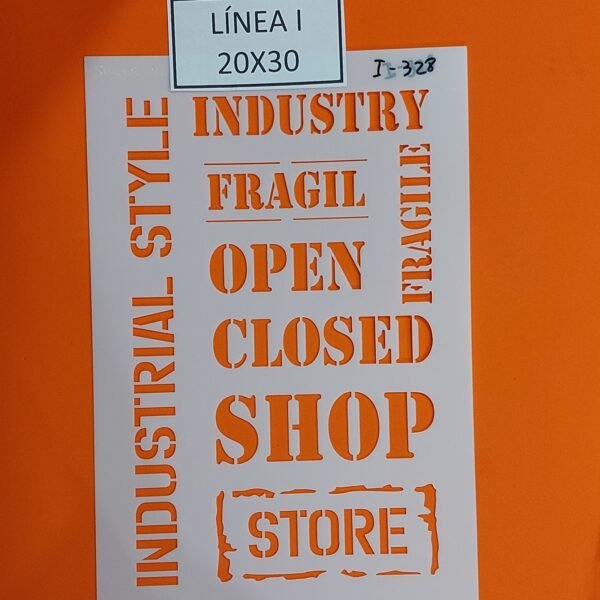 LÍNEA I
20X30
I-328
INDUSTRIAL STYLE
INDUSTRY
FRAGIL
FRAGILE
OPEN
CLOSED
SHOP
STORE